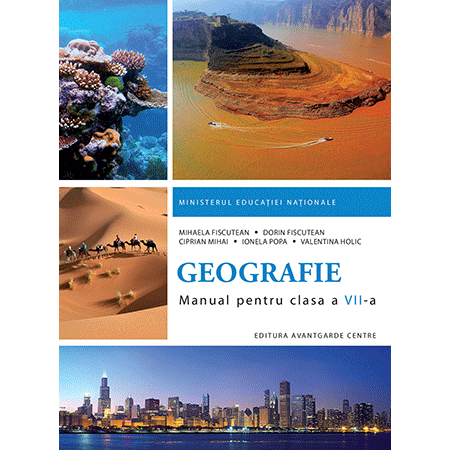 MINISTERUL EDUCAȚIEI NAȚIONALE
MIHAELA FISCUTEAN • DORIN FISCUTEAN
CIPRIAN MIHAI • IONELA POPA • VALENTINA HOLIC
GEOGRAFIE
Manual pentru clasa a VII-a
EDITURA AVANTGARDE CENTRE